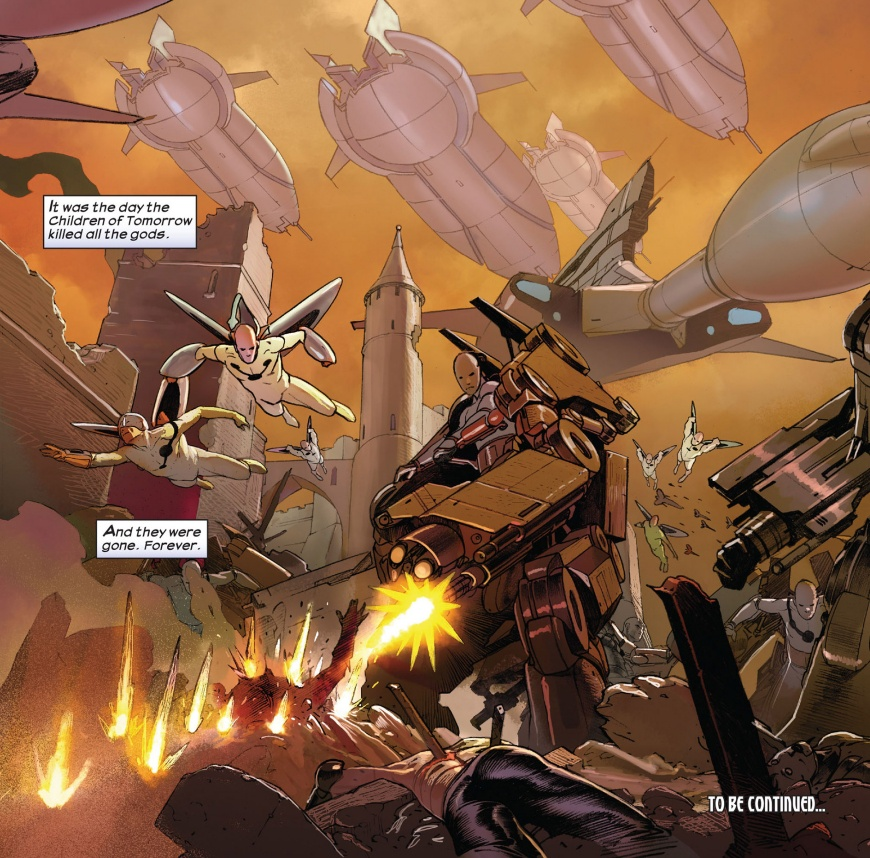 It was the day the
Children of Tomorrow
killed all the gods.
And they were
gone. Forever.
TO BE CONTINUED...